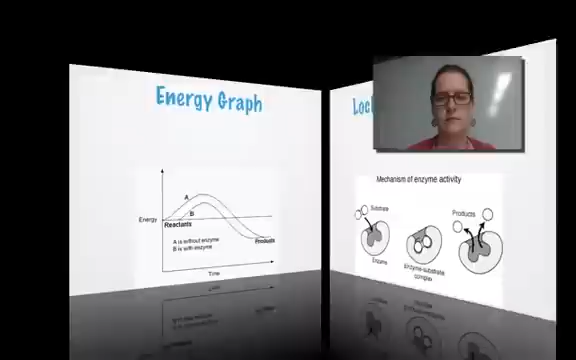 Energy Graph
A
B
Energy
Reactants
Products
A is without enzyme
B is with enzyme
Time
Loc
Mechanism of enzyme activity
Substrate
Products
Enzyme
Enzyme-substrate
complex